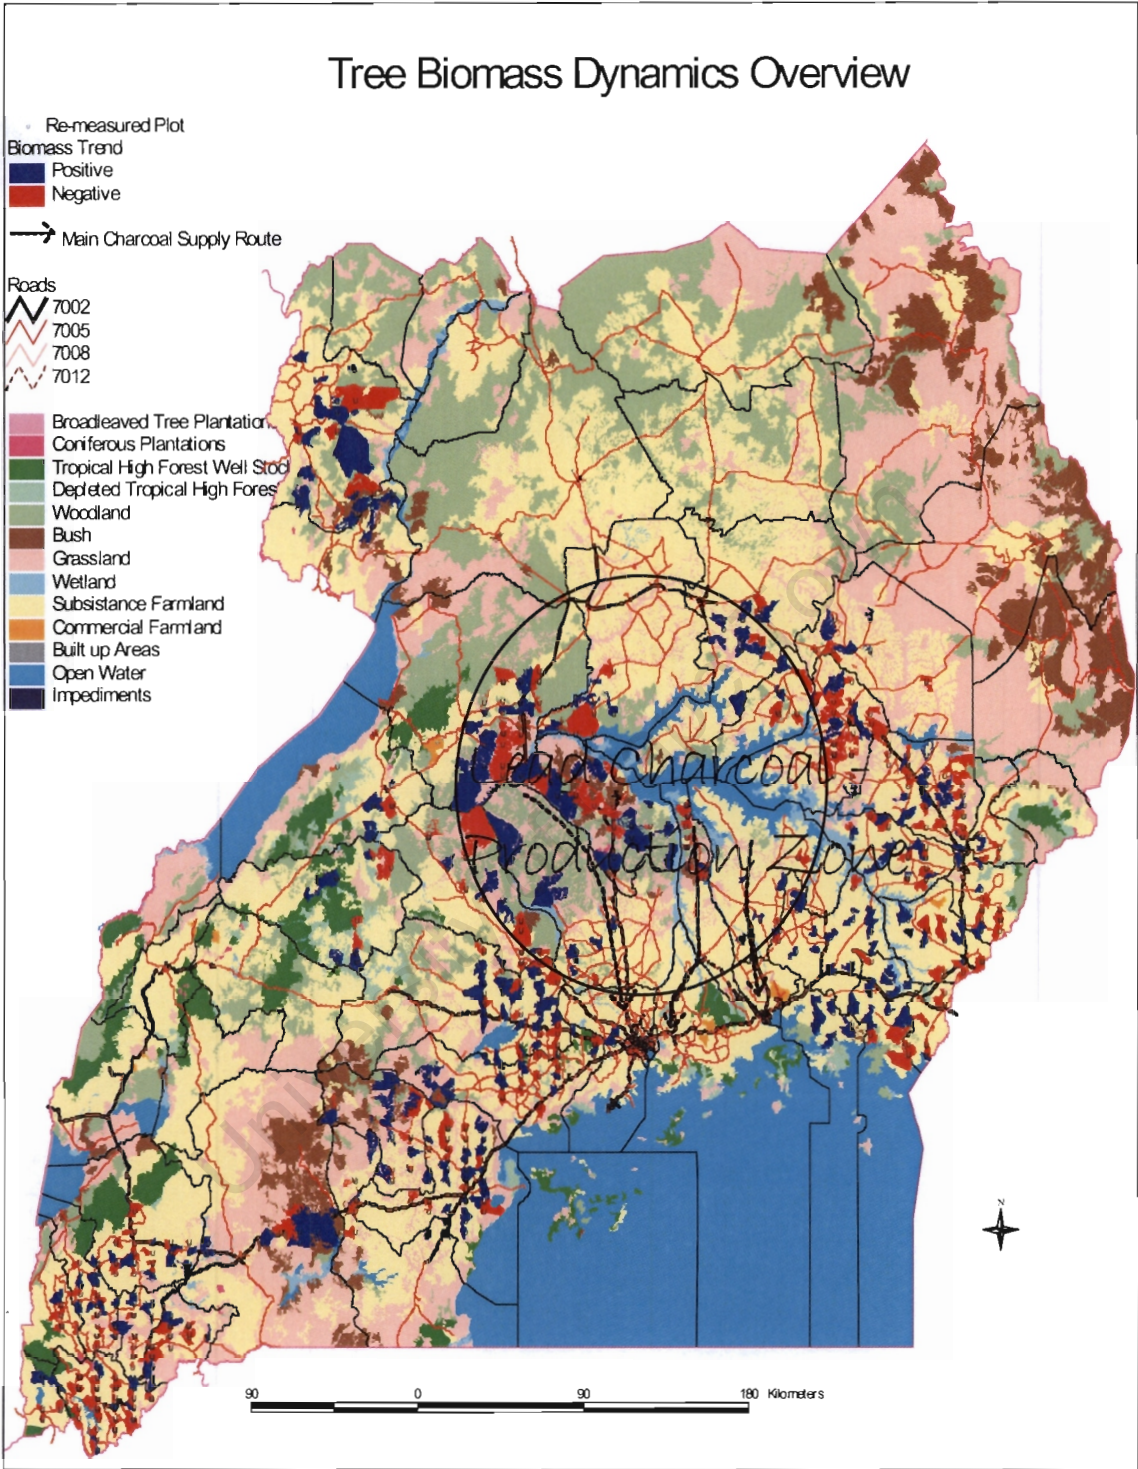 Tree Biomass Dynamics Overview
Re-measured Plot
Biomass Trend
Positive
Negative
Main Charcoal Supply Route
Roads
7002
7005
7008
7012
Broadleaved Tree Plantation
Coniferous Plantations
Tropical High Forest Well Stoc
Depleted Tropical High Fores
Woodland
Bush
Grassland
Wetland
Subsistance Farmland
Commercial Farmland
Built up Areas
Open Water
Impediments
Lead Charcoal
Production Zone
N
90 0 90 180 Kilometers